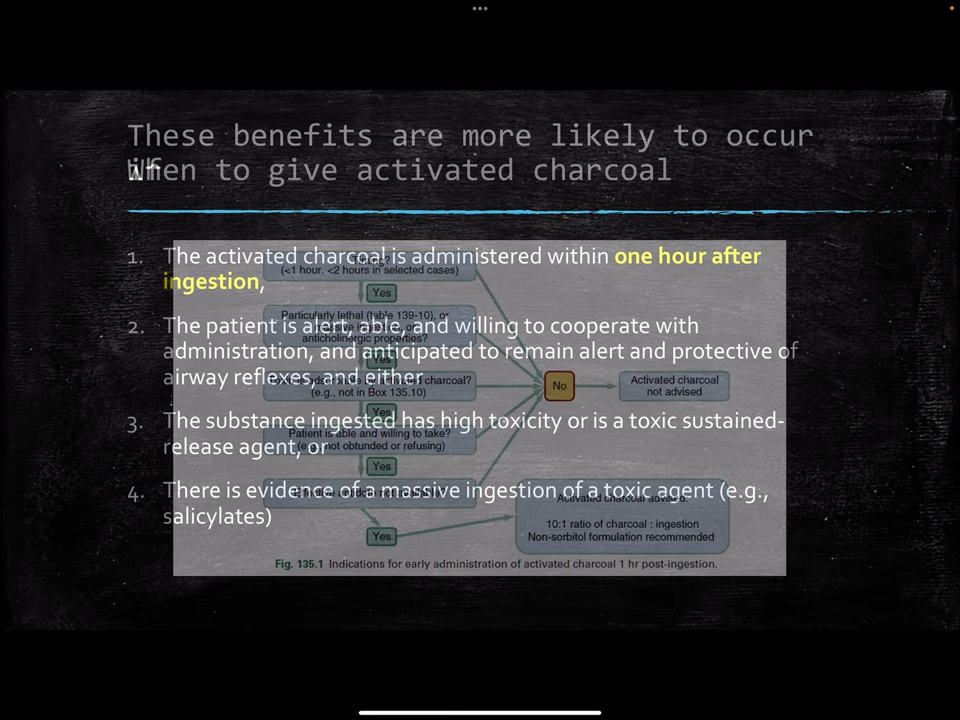 These benefits are more likely to occur
if
When to give activated charcoal
1. The activated charcoal is administered within one hour after
ingestion,
2. The patient is alert, able, and willing to cooperate with
administration, and anticipated to remain alert and protective of
airway reflexes, and either
3. The substance ingested has high toxicity or is a toxic sustained-
release agent, or
4. There is evidence of a massive ingestion of a toxic agent (e.g.,
salicylates)
(<1 hour. <2 hours in selected cases)
Yes
Particularly lethal (table 139-10), or
anticholinergic properties?
Yes
activated charcoal?
(e.g., not in Box 135.10)
Yes
Patient is able and willing to take?
(e.g. not obtunded or refusing)
Yes
Yes
No
Activated charcoal
not advised
Activated charcoal advised.
10:1 ratio of charcoal : ingestion
Non-sorbitol formulation recommended
Fig. 135.1 Indications for early administration of activated charcoal 1 hr post-ingestion.